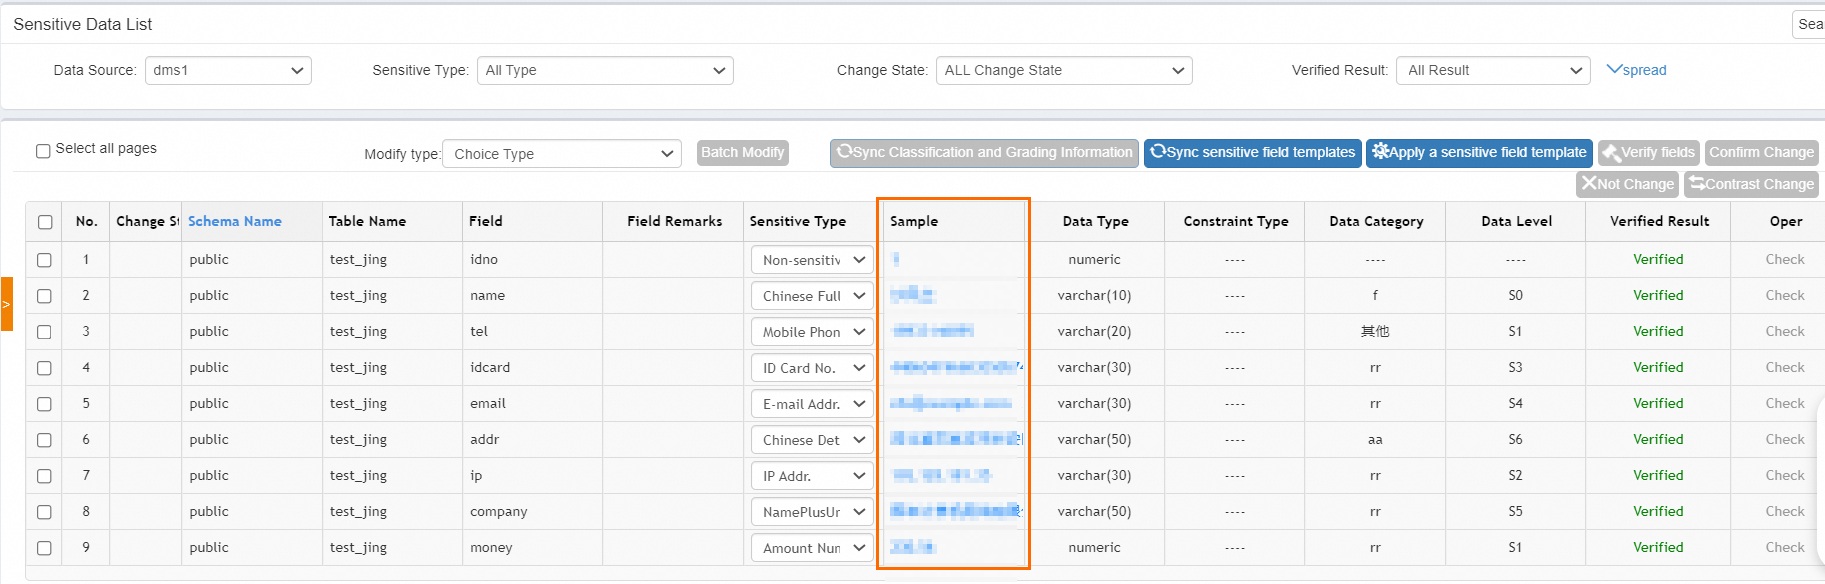 Sensitive Data List
Sea
Data Source: dms1 Sensitive Type: All Type Change State: ALL Change State Verified Result: All Result spread
Select all pages Modify type: Choice Type Batch Modify Sync Classification and Grading Information Sync sensitive field templates Apply a sensitive field template Verify fields Confirm Change
Not Change Contrast Change
No. Change St Schema Name Table Name Field Field Remarks Sensitive Type Sample Data Type Constraint Type Data Category Data Level Verified Result Oper
1 public test_jing idno Non-sensitiv numeric ---- ---- ---- Verified Check
2 public test_jing name Chinese Full varchar(10) ---- f S0 Verified Check
3 public test_jing tel Mobile Phon varchar(20) ---- 其他 S1 Verified Check
4 public test_jing idcard ID Card No. varchar(30) ---- rr S3 Verified Check
5 public test_jing email E-mail Addr. varchar(30) ---- rr S4 Verified Check
6 public test_jing addr Chinese Det varchar(50) ---- aa S6 Verified Check
7 public test_jing ip IP Addr. varchar(30) ---- rr S2 Verified Check
8 public test_jing company NamePlusUr varchar(50) ---- rr S5 Verified Check
9 public test_jing money Amount Nun numeric ---- rr S1 Verified Check